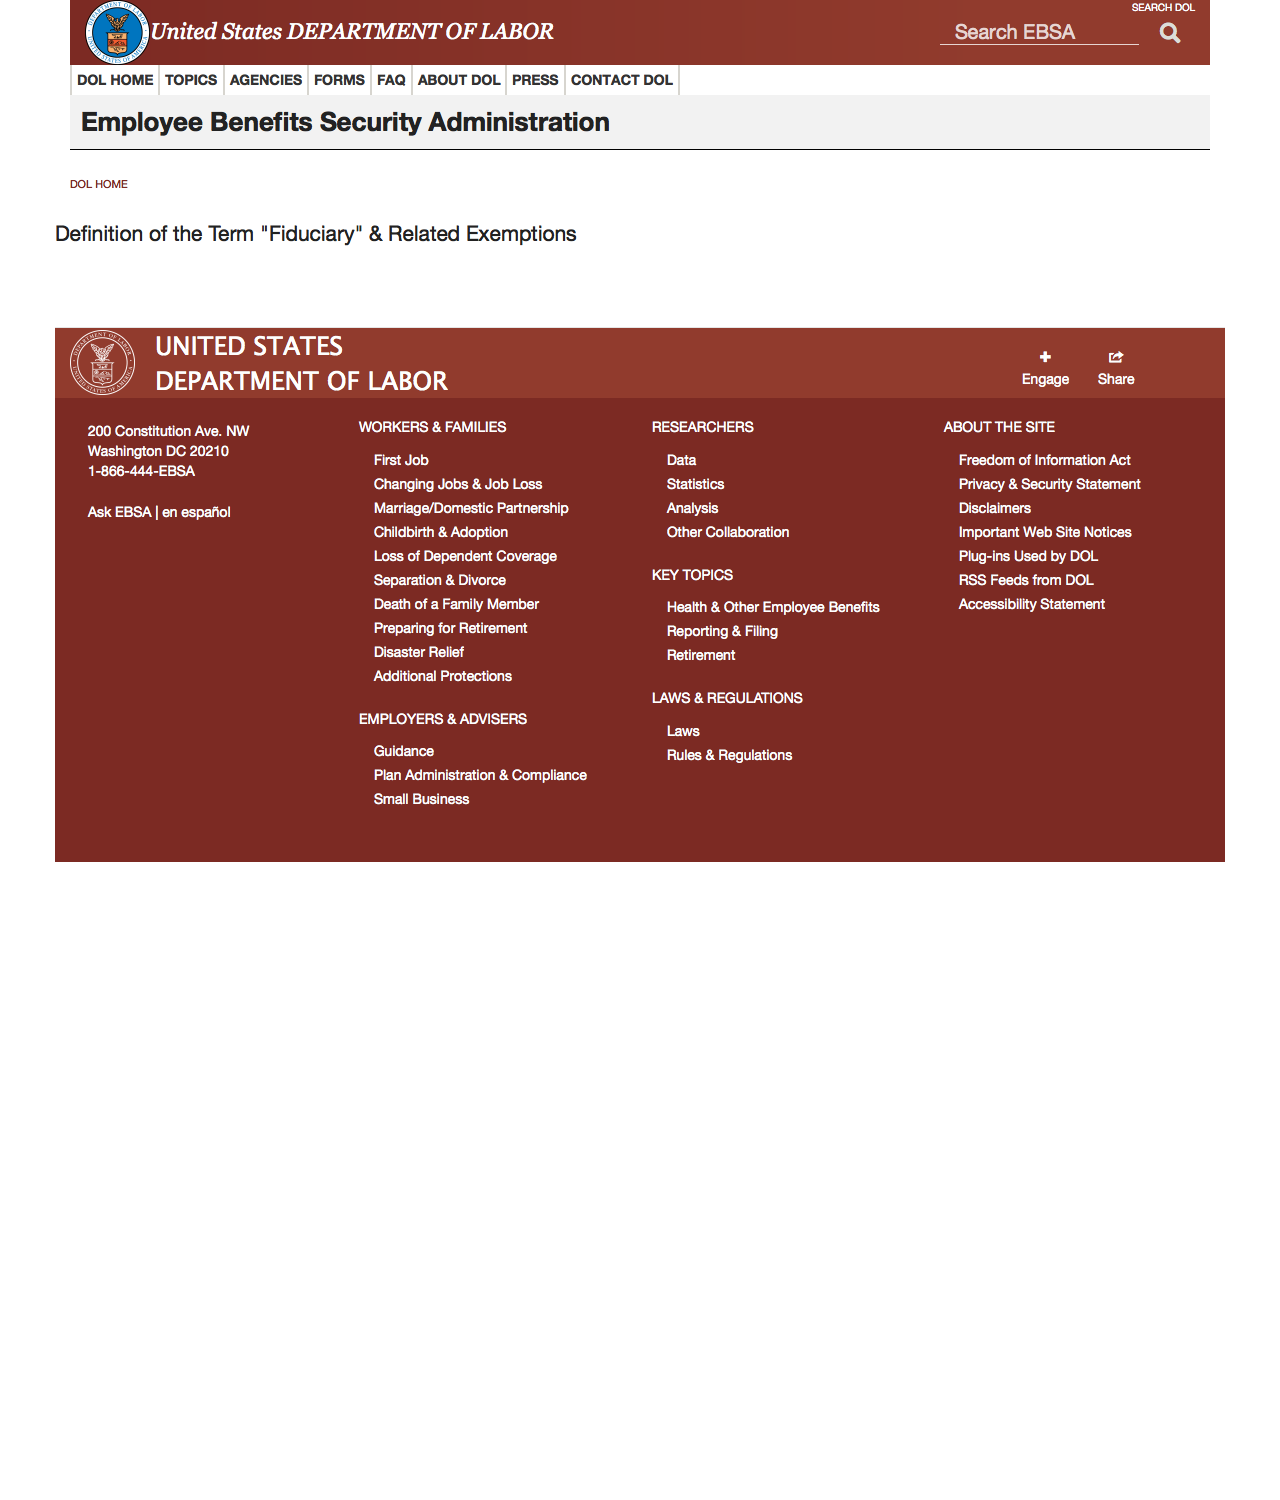 SEARCH DOL
United States DEPARTMENT OF LABOR
Search EBSA
DOL HOME TOPICS AGENCIES FORMS FAQ ABOUT DOL PRESS CONTACT DOL
Employee Benefits Security Administration
DOL HOME
Definition of the Term "Fiduciary" & Related Exemptions
UNITED STATES
DEPARTMENT OF LABOR
Engage Share
200 Constitution Ave. NW
Washington DC 20210
1-866-444-EBSA
Ask EBSA | en español
WORKERS & FAMILIES
First Job
Changing Jobs & Job Loss
Marriage/Domestic Partnership
Childbirth & Adoption
Loss of Dependent Coverage
Separation & Divorce
Death of a Family Member
Preparing for Retirement
Disaster Relief
Additional Protections
EMPLOYERS & ADVISERS
Guidance
Plan Administration & Compliance
Small Business
RESEARCHERS
Data
Statistics
Analysis
Other Collaboration
KEY TOPICS
Health & Other Employee Benefits
Reporting & Filing
Retirement
LAWS & REGULATIONS
Laws
Rules & Regulations
ABOUT THE SITE
Freedom of Information Act
Privacy & Security Statement
Disclaimers
Important Web Site Notices
Plug-ins Used by DOL
RSS Feeds from DOL
Accessibility Statement